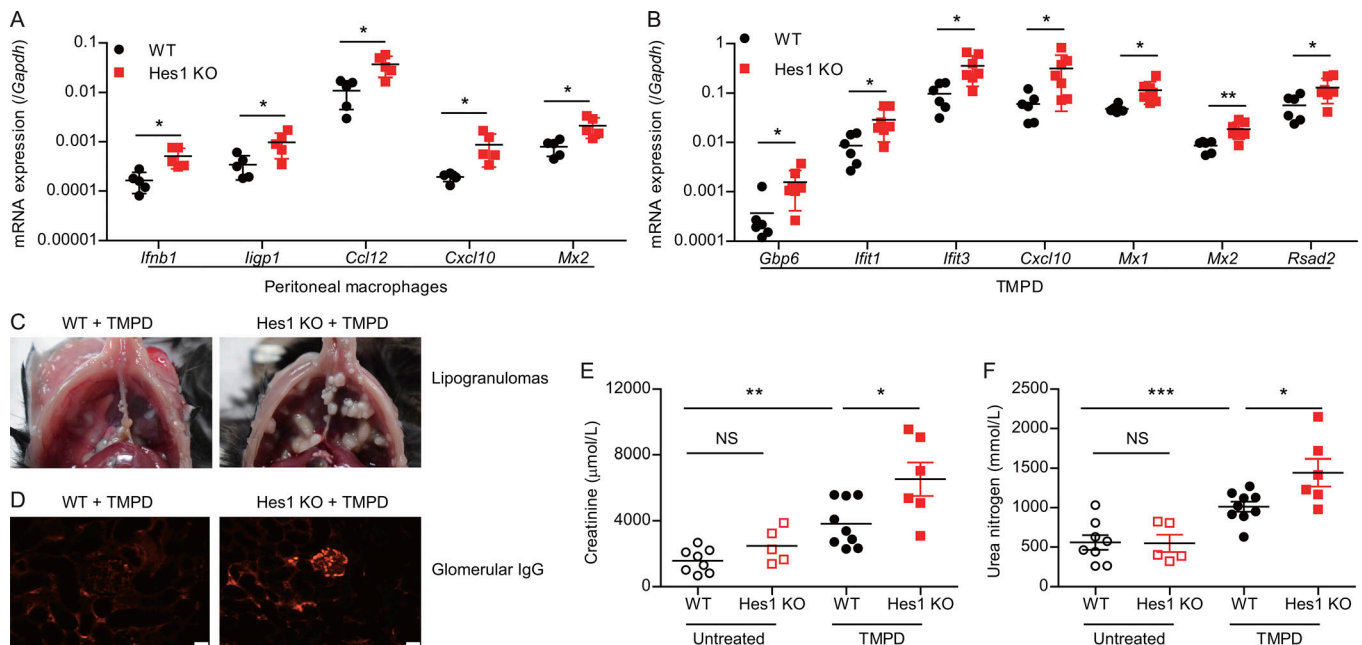 A
mRNA expression (/Gapdh)
0.1
0.01
0.001
0.0001
0.00001
WT
Hes1 KO
*
*
*
*
*
Ifnb1
Iigp1
Ccl12
Cxcl10
Mx2
Peritoneal macrophages
B
mRNA expression (/Gapdh)
1
0.1
0.01
0.001
0.0001
WT
Hes1 KO
*
*
*
*
*
**
*
Gbp6
Ifit1
Ifit3
Cxcl10
Mx1
Mx2
Rsad2
TMPD
C
WT + TMPD
Hes1 KO + TMPD
Lipogranulomas
D
WT + TMPD
Hes1 KO + TMPD
Glomerular IgG
E
Creatinine (μmol/L)
12000
8000
4000
0
NS
**
*
WT
Hes1 KO
WT
Hes1 KO
Untreated
TMPD
F
Urea nitrogen (mmol/L)
2500
2000
1500
1000
500
0
NS
***
*
WT
Hes1 KO
WT
Hes1 KO
Untreated
TMPD